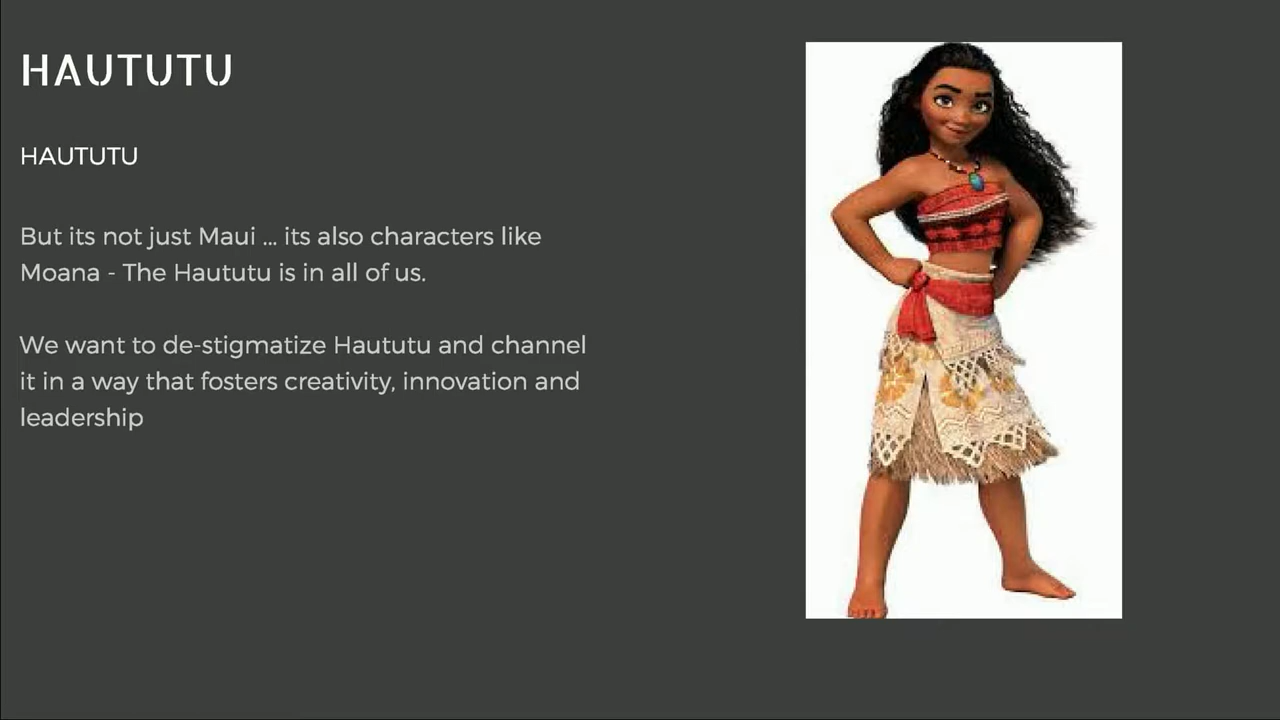 HAUTUTU
HAUTUTU
But its not just Maui ... its also characters like
Moana - The Haututu is in all of us.
We want to de-stigmatize Haututu and channel
it in a way that fosters creativity, innovation and
leadership